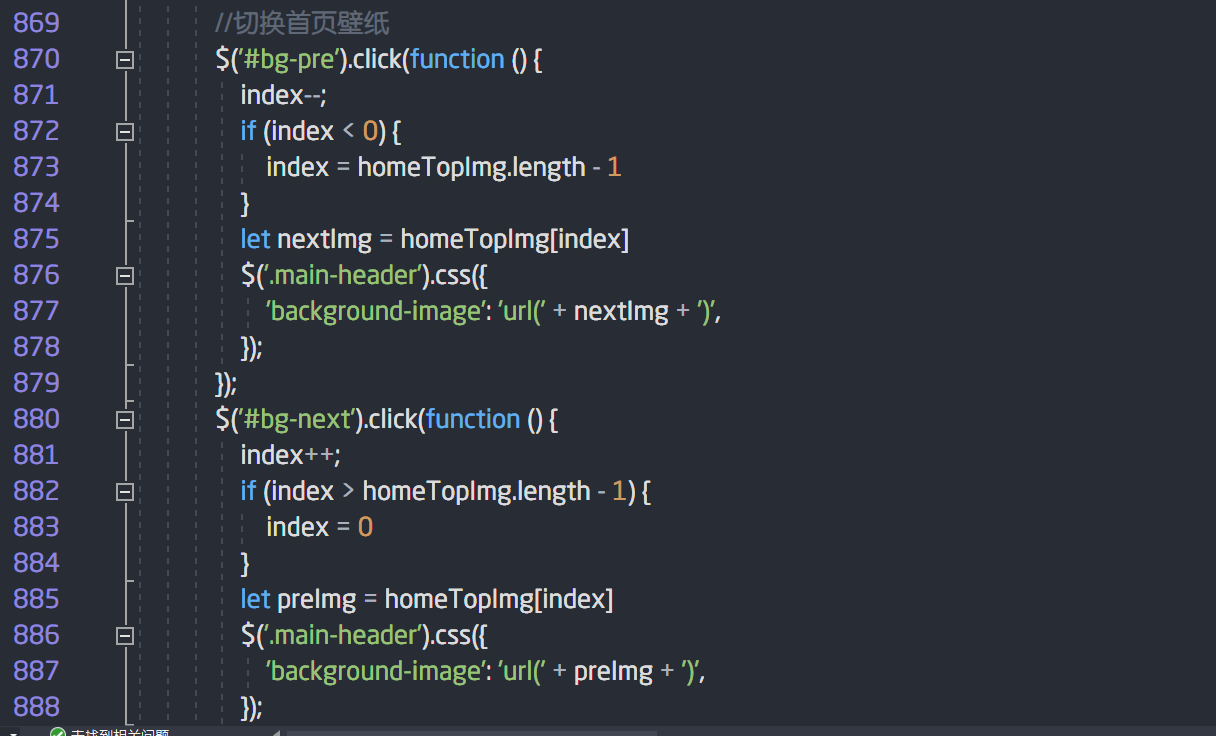 869 //切换首页壁纸
870 $('#bg-pre').click(function () {
871 index--;
872 if (index < 0) {
873 index = homeTopImg.length - 1
874 }
875 let nextImg = homeTopImg[index]
876 $('.main-header').css({
877 'background-image': 'url(' + nextImg + ')',
878 });
879 });
880 $('#bg-next').click(function () {
881 index++;
882 if (index > homeTopImg.length - 1) {
883 index = 0
884 }
885 let preImg = homeTopImg[index]
886 $('.main-header').css({
887 'background-image': 'url(' + preImg + ')',
888 });
未找到相关问题